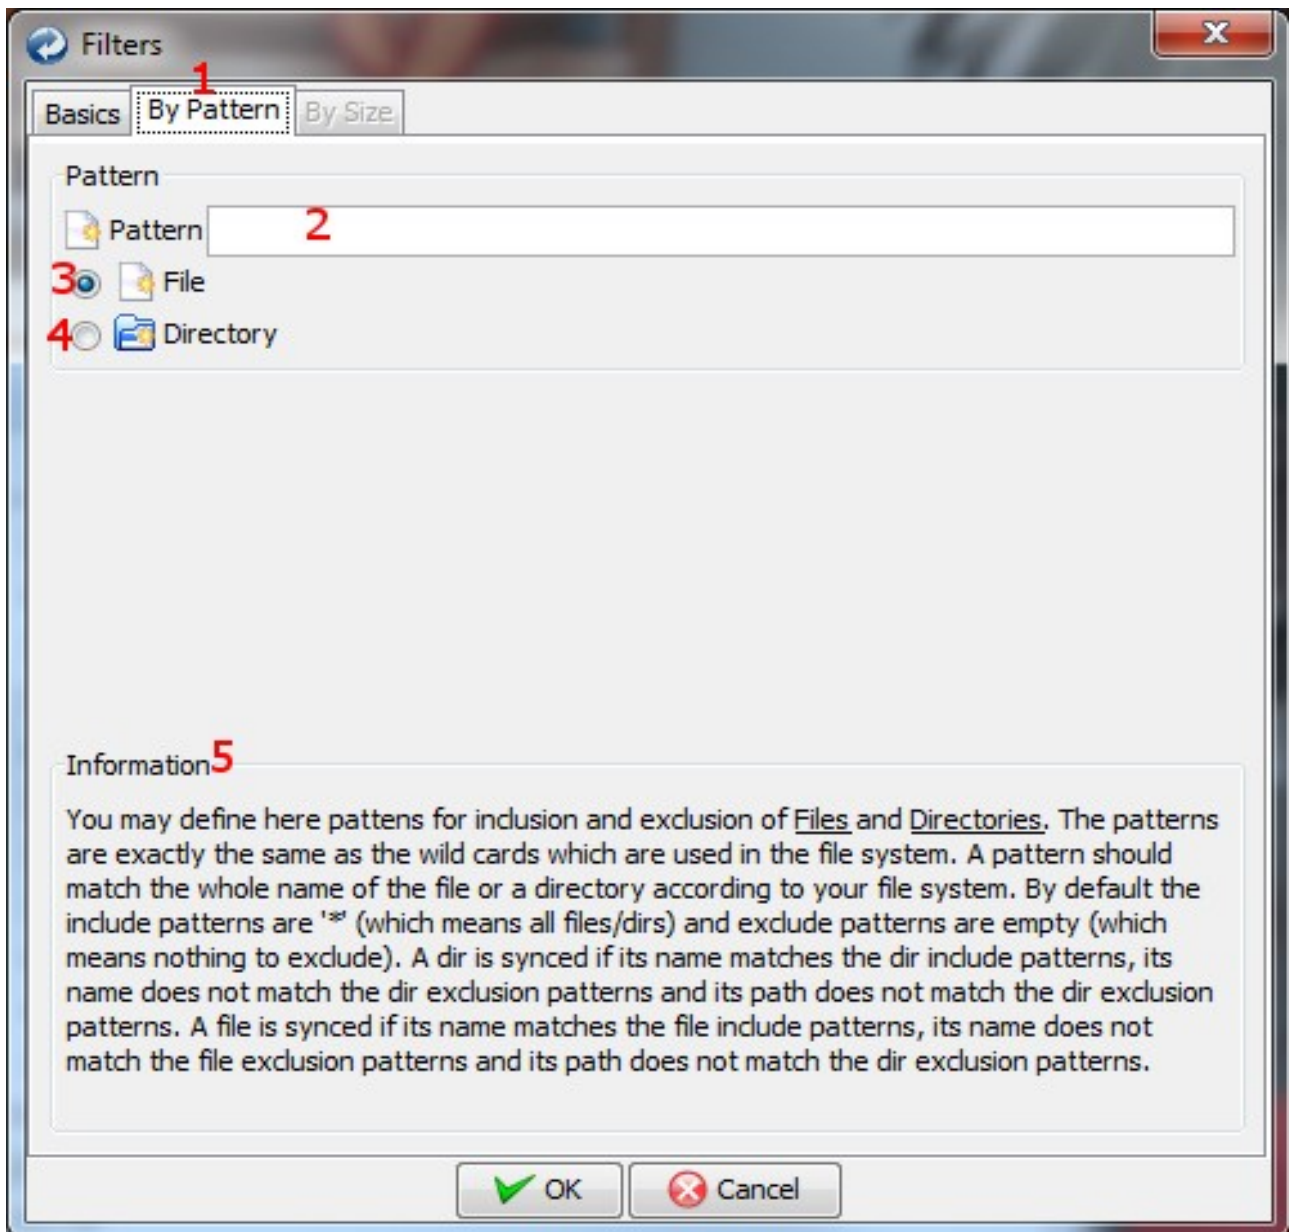 Filters
1
Basics By Pattern By Size
Pattern
Pattern 2
3 File
4 Directory
Information 5
You may define here pattens for inclusion and exclusion of Files and Directories. The patterns
are exactly the same as the wild cards which are used in the file system. A pattern should
match the whole name of the file or a directory according to your file system. By default the
include patterns are '*' (which means all files/dirs) and exclude patterns are empty (which
means nothing to exclude). A dir is synced if its name matches the dir include patterns, its
name does not match the dir exclusion patterns and its path does not match the dir exclusion
patterns. A file is synced if its name matches the file include patterns, its name does not
match the file exclusion patterns and its path does not match the dir exclusion patterns.
OK Cancel